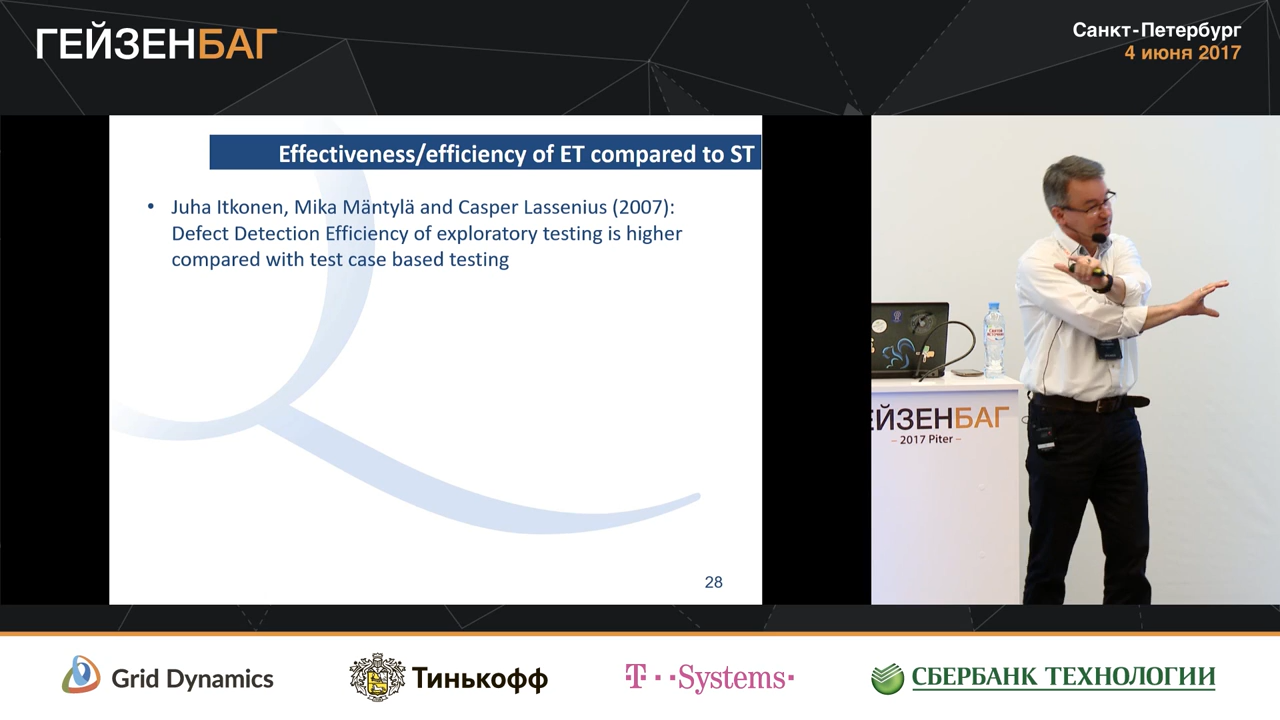 ГЕЙЗЕНБАГ
Санкт-Петербург
4 июня 2017
Effectiveness/efficiency of ET compared to ST
• Juha Itkonen, Mika Mäntylä and Casper Lassenius (2007):
Defect Detection Efficiency of exploratory testing is higher
compared with test case based testing
28
ЕЙЗЕНБАГ
– 2017 Piter –
Grid Dynamics
Тинькофф
T··Systems·
СБЕРБАНК ТЕХНОЛОГИИ